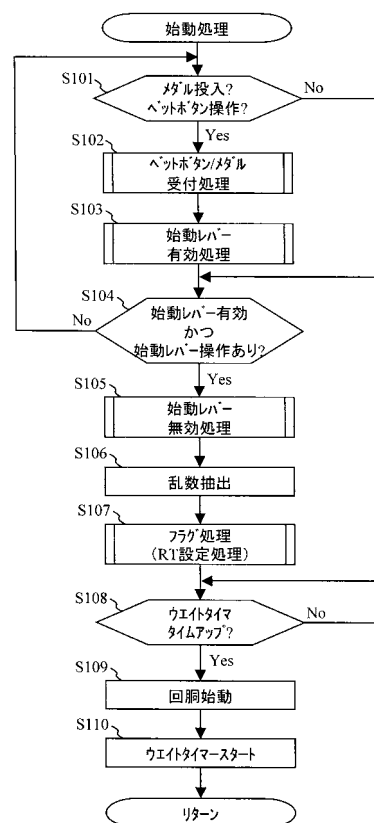 始動処理
S101
メダル投入?
ベットボタン操作?
No
Yes
S102
ベットボタン/メダル
受付処理
S103
始動レバー
有効処理
S104
始動レバー有効
かつ
始動レバー操作あり?
No
Yes
S105
始動レバー
無効処理
S106
乱数抽出
S107
フラグ処理
(RT設定処理)
S108
ウエイトタイマ
タイムアップ?
No
Yes
S109
回胴始動
S110
ウエイトタイマースタート
リターン